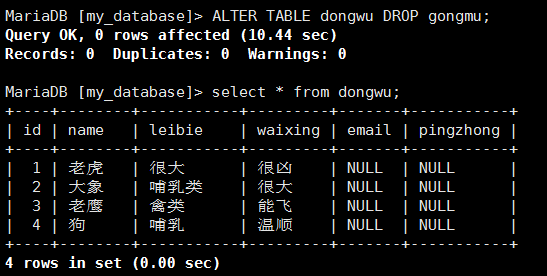 MariaDB [my_database]> ALTER TABLE dongwu DROP gongmu;
Query OK, 0 rows affected (10.44 sec)
Records: 0  Duplicates: 0  Warnings: 0

MariaDB [my_database]> select * from dongwu;
+----+--------+-----------+---------+-------+-----------+
| id | name   | leibie    | waixing | email | pingzhong |
+----+--------+-----------+---------+-------+-----------+
|  1 | 老虎   | 很大      | 很凶    | NULL  | NULL      |
|  2 | 大象   | 哺乳类    | 很大    | NULL  | NULL      |
|  3 | 老鹰   | 禽类      | 能飞    | NULL  | NULL      |
|  4 | 狗     | 哺乳      | 温顺    | NULL  | NULL      |
+----+--------+-----------+---------+-------+-----------+
4 rows in set (0.00 sec)